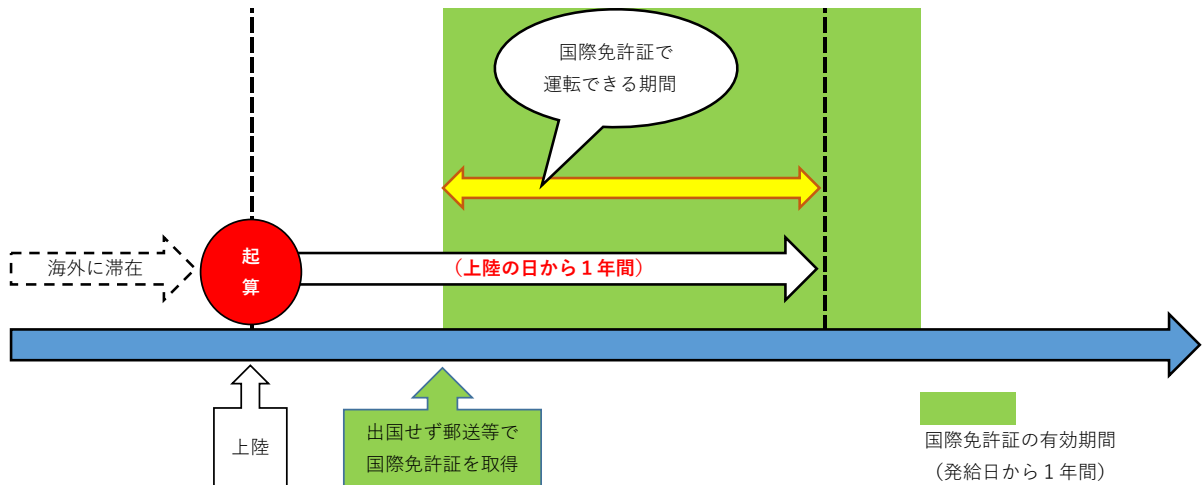 国際免許証で
運転できる期間
海外に滞在
起
算
（上陸の日から１年間）
上陸
出国せず郵送等で
国際免許証を取得
国際免許証の有効期間
（発給日から１年間）